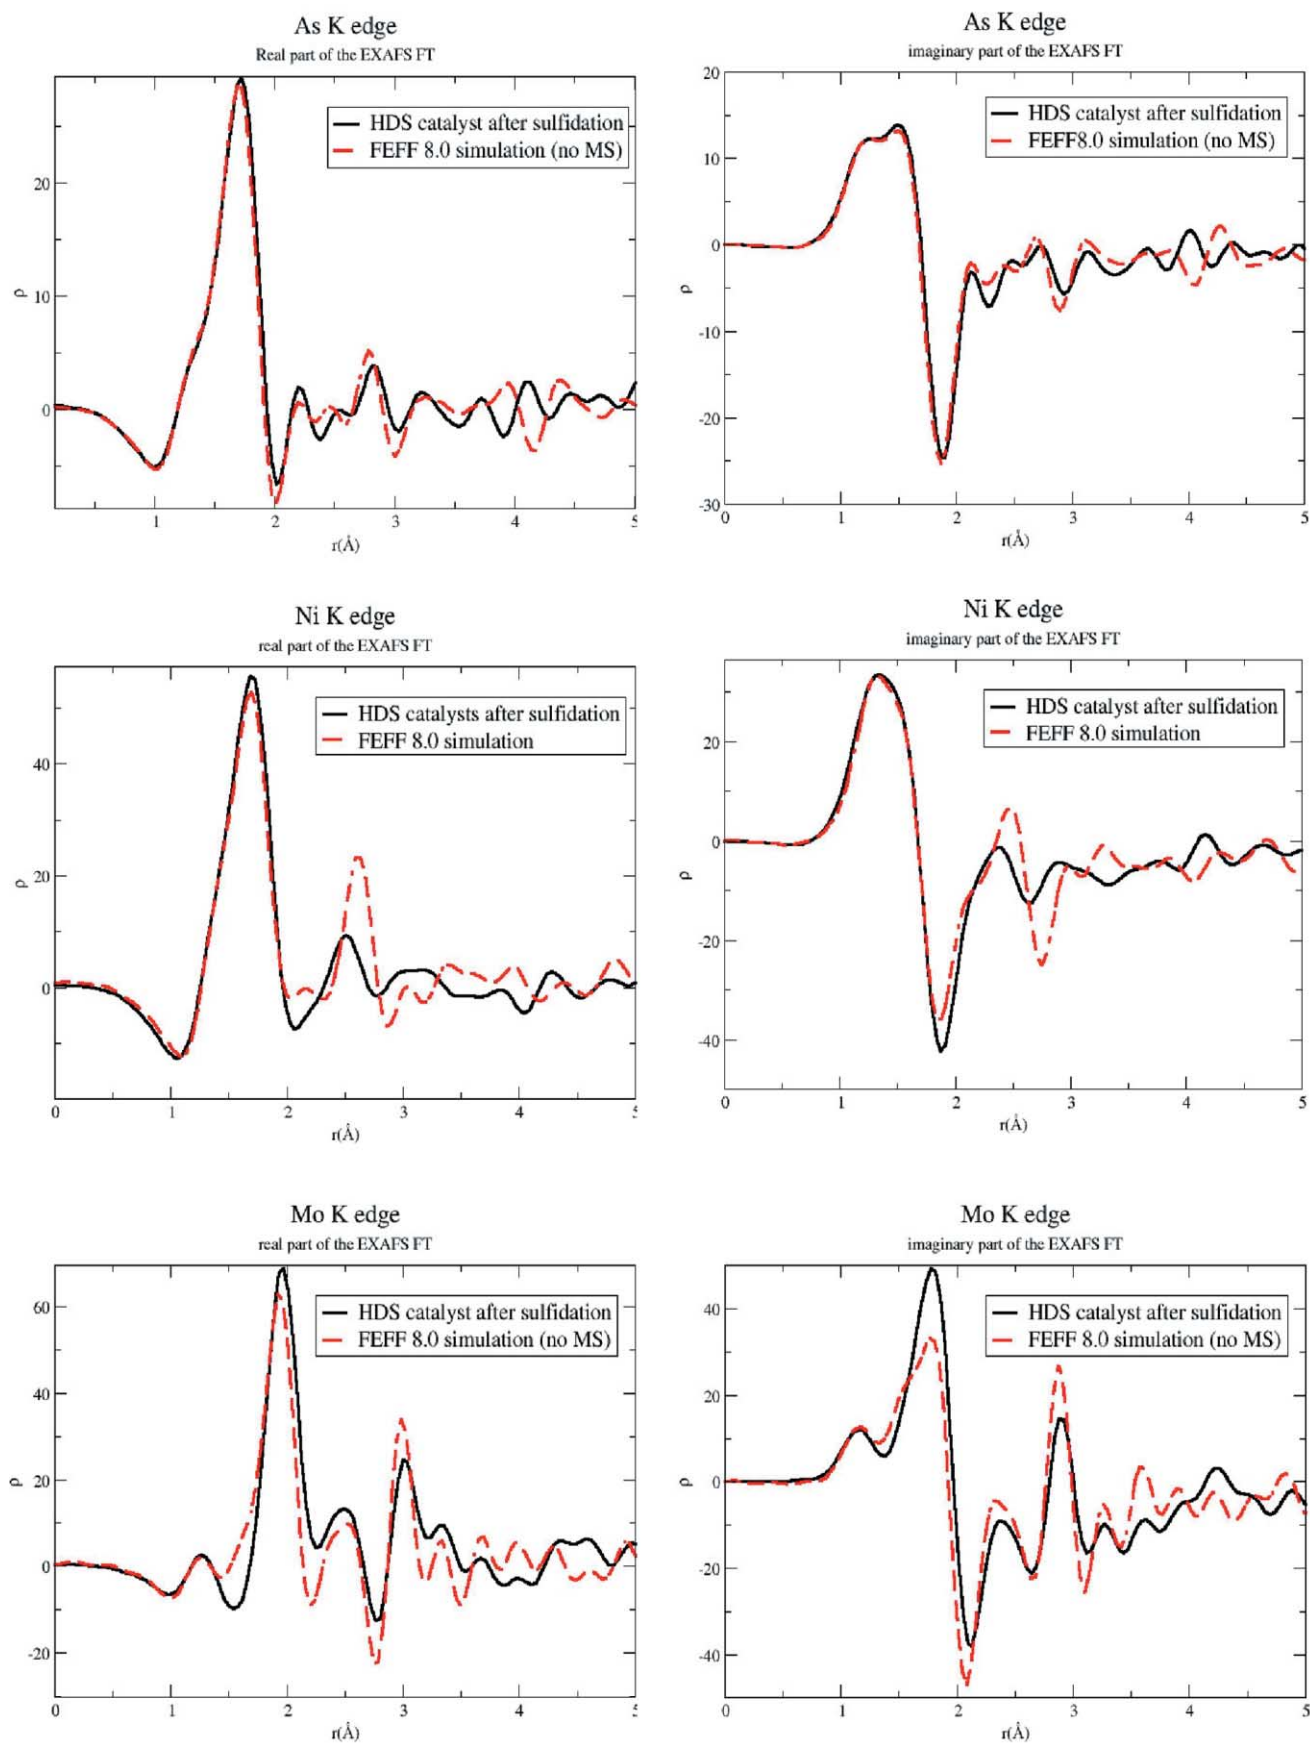 As K edge
Real part of the EXAFS FT
HDS catalyst after sulfidation
FEFF 8.0 simulation (no MS)
20
10
0
ρ
1 2 3 4 5
r(Å)
As K edge
imaginary part of the EXAFS FT
HDS catalyst after sulfidation
FEFF8.0 simulation (no MS)
20
10
0
-10
-20
-30
ρ
0 1 2 3 4 5
r(Å)
Ni K edge
real part of the EXAFS FT
HDS catalysts after sulfidation
FEFF 8.0 simulation
40
20
0
ρ
0 1 2 3 4 5
r(Å)
Ni K edge
imaginary part of the EXAFS FT
HDS catalyst after sulfidation
FEFF 8.0 simulation
20
0
-20
-40
ρ
0 1 2 3 4 5
r(Å)
Mo K edge
real part of the EXAFS FT
HDS catalyst after sulfidation
FEFF 8.0 simulation (no MS)
60
40
20
0
-20
ρ
0 1 2 3 4 5
r(Å)
Mo K edge
imaginary part of the EXAFS FT
HDS catalyst after sulfidation
FEFF 8.0 simulation (no MS)
40
20
0
-20
-40
ρ
0 1 2 3 4 5
r(Å)